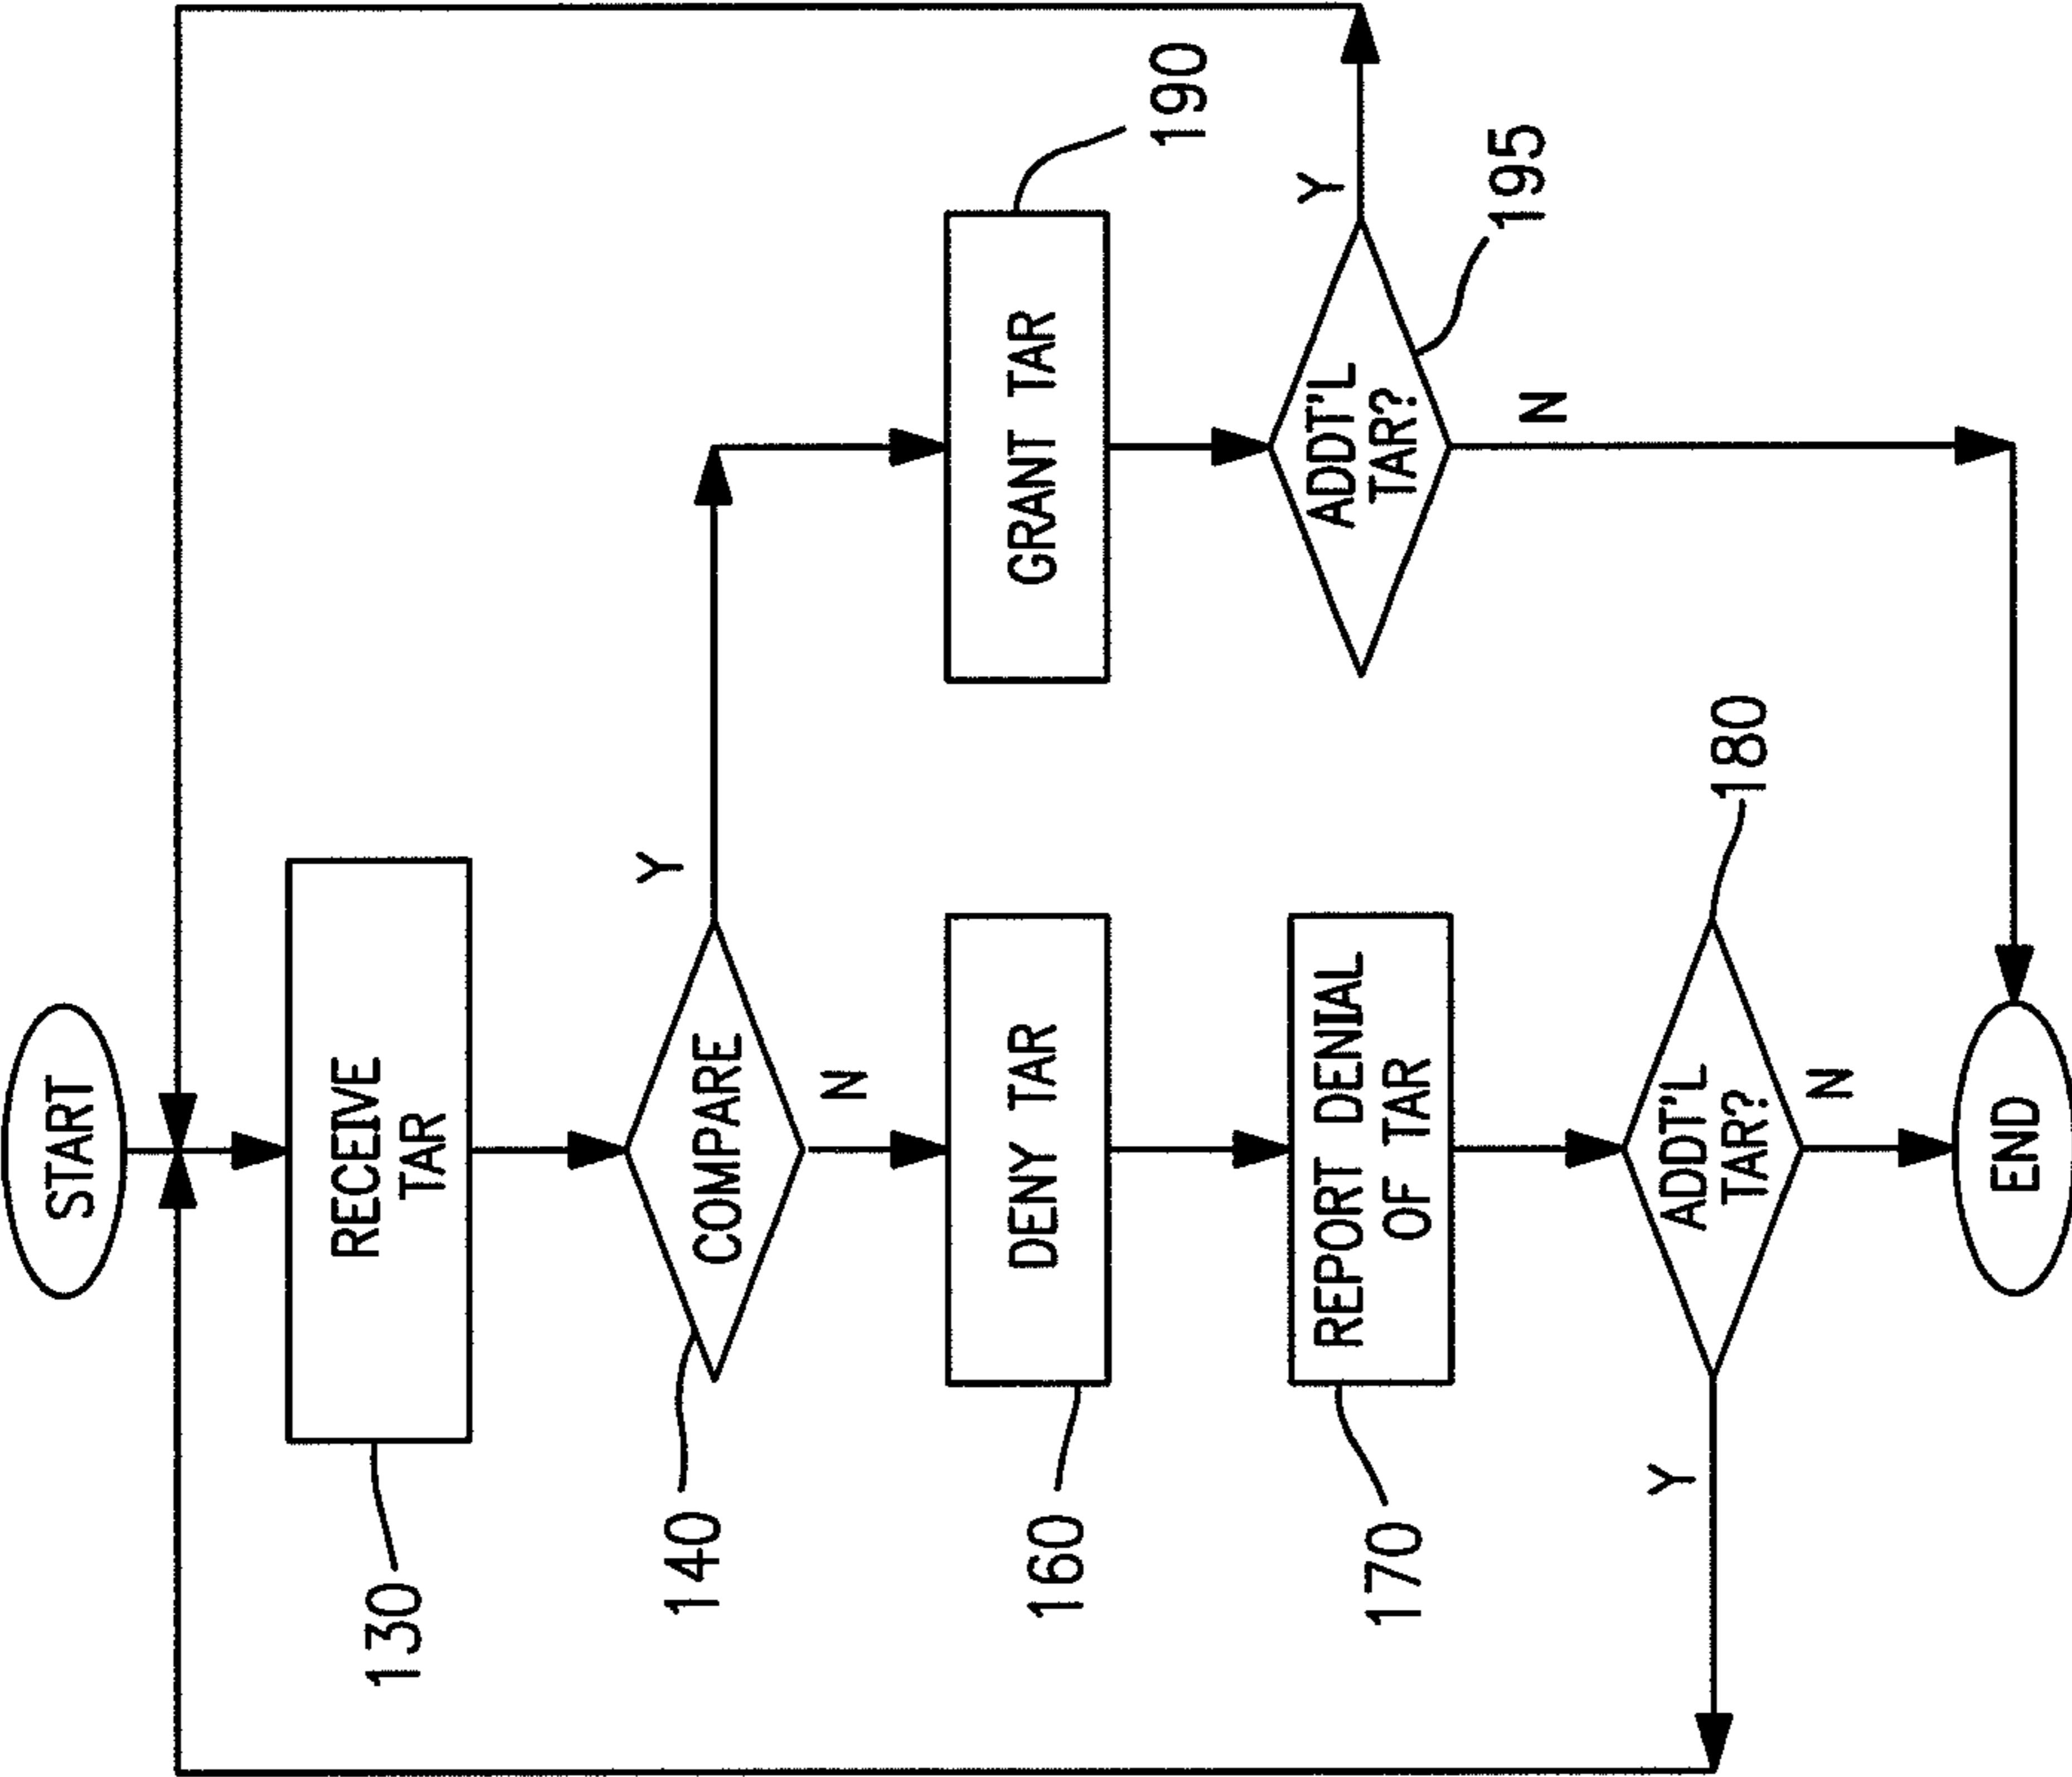 START
RECEIVE
TAR
130
COMPARE
140
Y
N
DENY TAR
160
GRANT TAR
190
REPORT DENIAL
OF TAR
170
ADDT'L
TAR?
195
Y
N
ADDT'L
TAR?
180
Y
N
END